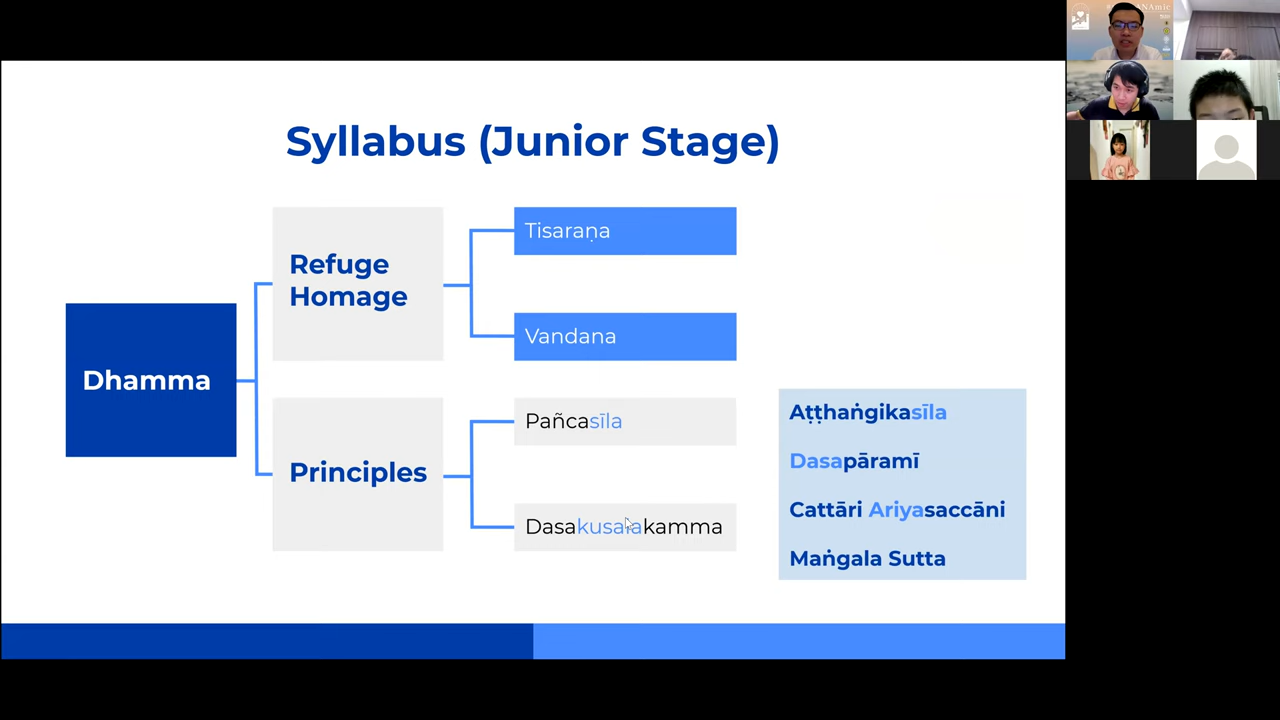 Syllabus (Junior Stage)
Dhamma
Refuge
Homage
Tisaraṇa
Vandana
Principles
Pañcasīla
Dasakusalakamma
Aṭṭhaṅgikasīla
Dasapāramī
Cattāri Ariyasaccāni
Maṅgala Sutta